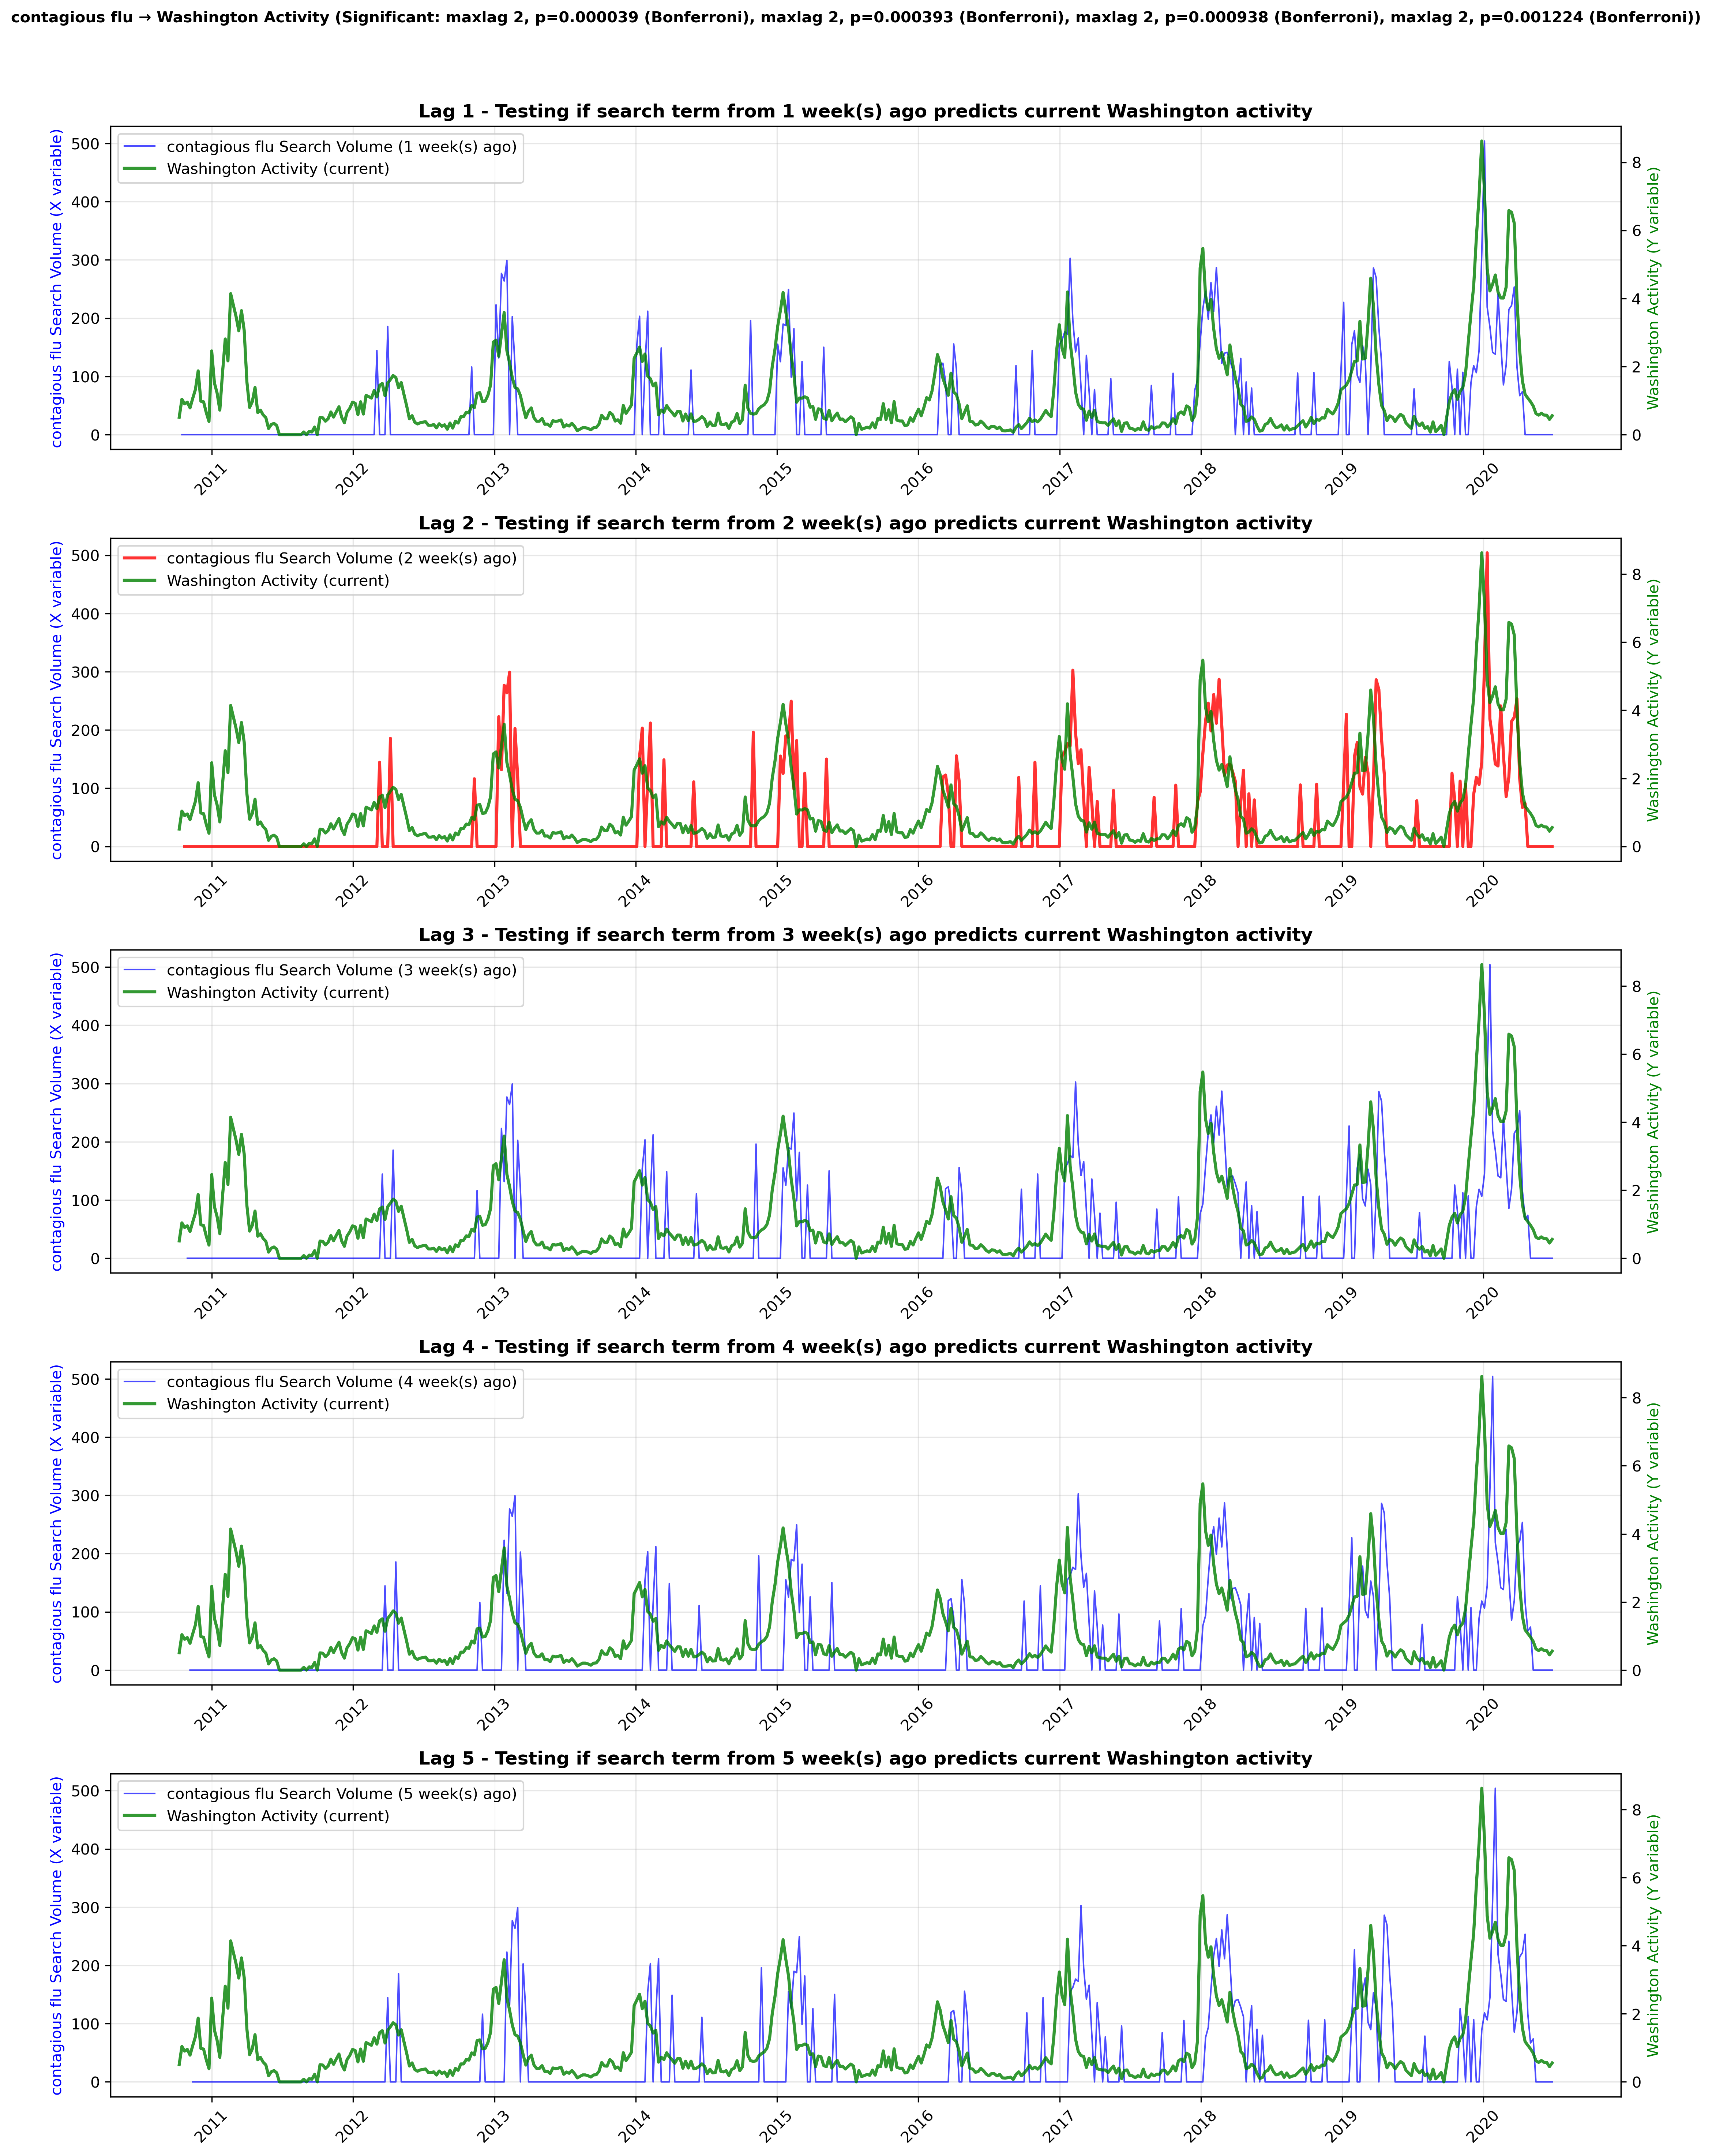 contagious flu → Washington Activity (Significant: maxlag 2, p=0.000039 (Bonferroni), maxlag 2, p=0.000393 (Bonferroni), maxlag 2, p=0.000938 (Bonferroni), maxlag 2, p=0.001224 (Bonferroni))
Lag 1 - Testing if search term from 1 week(s) ago predicts current Washington activity
contagious flu Search Volume (1 week(s) ago)
Washington Activity (current)
contagious flu Search Volume (X variable)
500
400
300
200
100
0
8
6
4
2
0
Washington Activity (Y variable)
2011 2012 2013 2014 2015 2016 2017 2018 2019 2020
Lag 2 - Testing if search term from 2 week(s) ago predicts current Washington activity
contagious flu Search Volume (2 week(s) ago)
Washington Activity (current)
contagious flu Search Volume (X variable)
500
400
300
200
100
0
8
6
4
2
0
Washington Activity (Y variable)
2011 2012 2013 2014 2015 2016 2017 2018 2019 2020
Lag 3 - Testing if search term from 3 week(s) ago predicts current Washington activity
contagious flu Search Volume (3 week(s) ago)
Washington Activity (current)
contagious flu Search Volume (X variable)
500
400
300
200
100
0
8
6
4
2
0
Washington Activity (Y variable)
2011 2012 2013 2014 2015 2016 2017 2018 2019 2020
Lag 4 - Testing if search term from 4 week(s) ago predicts current Washington activity
contagious flu Search Volume (4 week(s) ago)
Washington Activity (current)
contagious flu Search Volume (X variable)
500
400
300
200
100
0
8
6
4
2
0
Washington Activity (Y variable)
2011 2012 2013 2014 2015 2016 2017 2018 2019 2020
Lag 5 - Testing if search term from 5 week(s) ago predicts current Washington activity
contagious flu Search Volume (5 week(s) ago)
Washington Activity (current)
contagious flu Search Volume (X variable)
500
400
300
200
100
0
8
6
4
2
0
Washington Activity (Y variable)
2011 2012 2013 2014 2015 2016 2017 2018 2019 2020